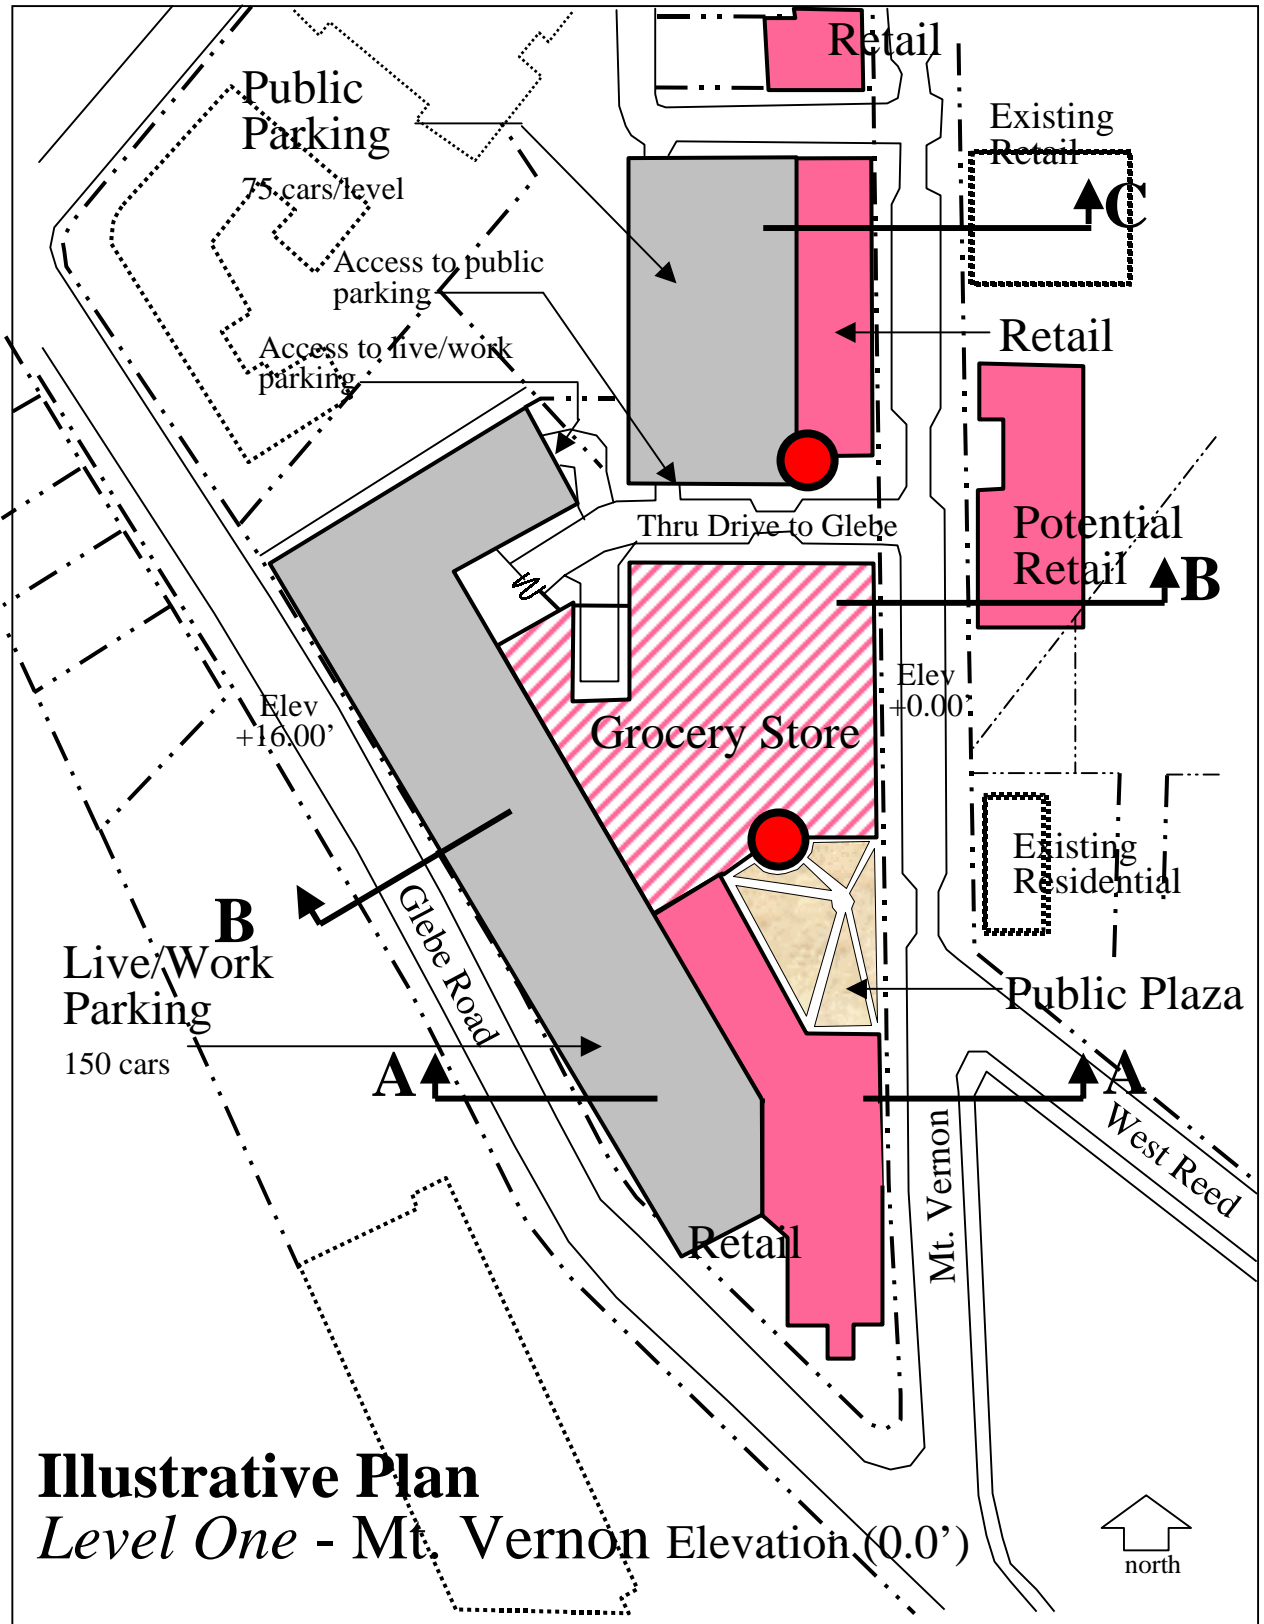 Retail
Public
Parking
75 cars/level
Existing
Retail
C
Access to public
parking
Retail
Access to live/work
parking
Thru Drive to Glebe
Potential
Retail
B
Elev
+0.00’
Elev
+16.00’
Grocery Store
Existing
Residential
B
Glebe Road
Live/Work
Parking
150 cars
Public Plaza
A
A
West Reed
Mt. Vernon
Retail
Illustrative Plan
Level One - Mt. Vernon Elevation (0.0’)
north